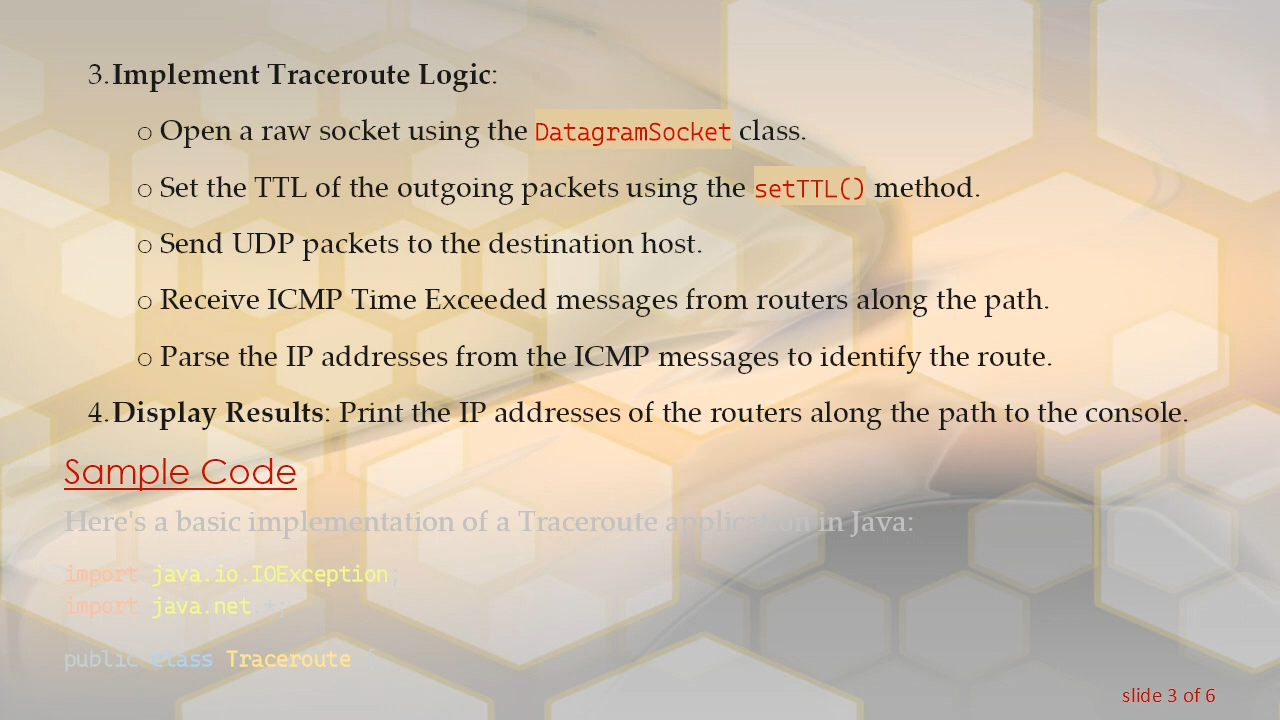 3. Implement Traceroute Logic:
○ Open a raw socket using the DatagramSocket class.
○ Set the TTL of the outgoing packets using the setTTL() method.
○ Send UDP packets to the destination host.
○ Receive ICMP Time Exceeded messages from routers along the path.
○ Parse the IP addresses from the ICMP messages to identify the route.
4. Display Results: Print the IP addresses of the routers along the path to the console.
Sample Code
Here's a basic implementation of a Traceroute application in Java:
import java.io.IOException;
import java.net.*;
public class Traceroute {
slide 3 of 6